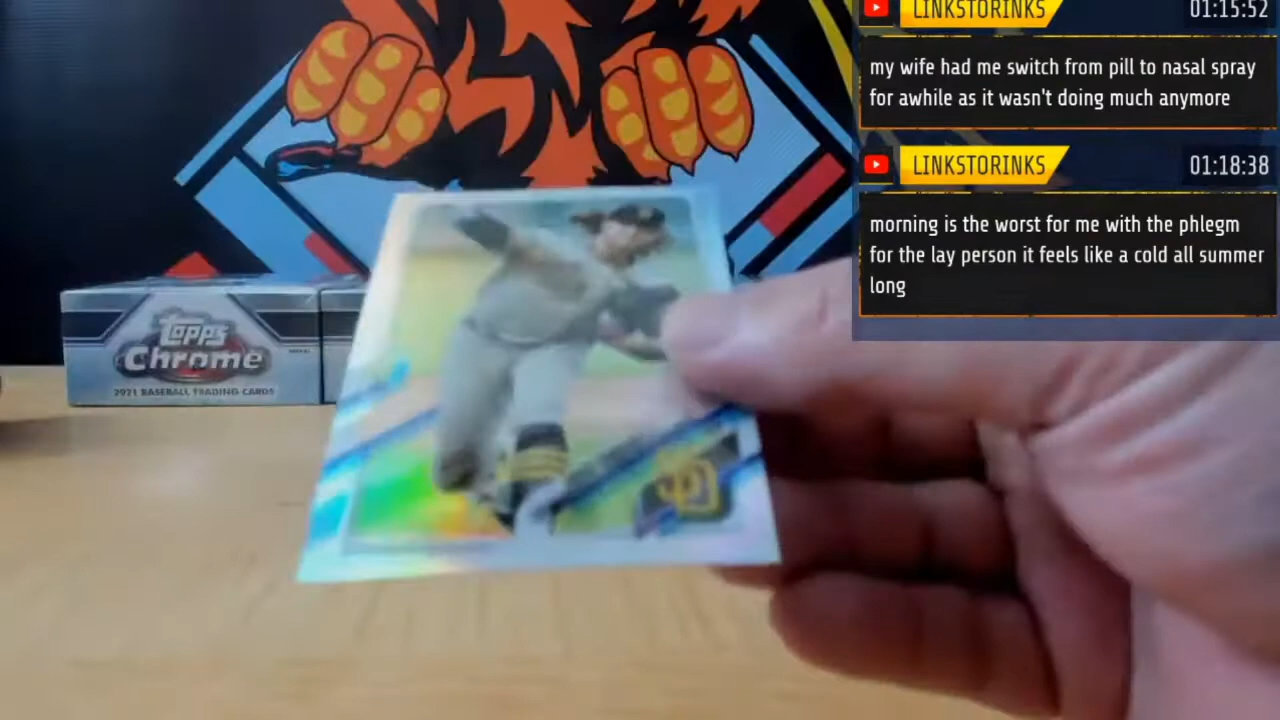 LINKSTORINKS 01:15:52
my wife had me switch from pill to nasal spray
for awhile as it wasn't doing much anymore
LINKSTORINKS 01:18:38
morning is the worst for me with the phlegm
for the lay person it feels like a cold all summer
long
Topps
Chrome
2021 BASEBALL TRADING CARDS
SD